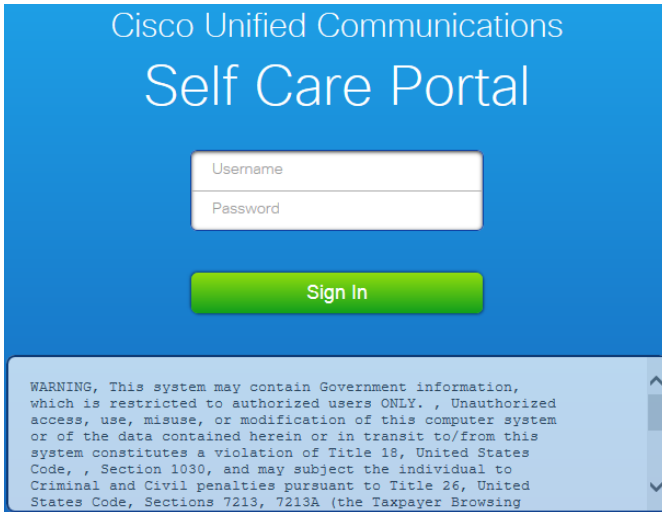 Cisco Unified Communications
Self Care Portal
Username
Password
Sign In
WARNING, This system may contain Government information,
which is restricted to authorized users ONLY. , Unauthorized
access, use, misuse, or modification of this computer system
or of the data contained herein or in transit to/from this
system constitutes a violation of Title 18, United States
Code, , Section 1030, and may subject the individual to
Criminal and Civil penalties pursuant to Title 26, United
States Code, Sections 7213, 7213A (the Taxpayer Browsing